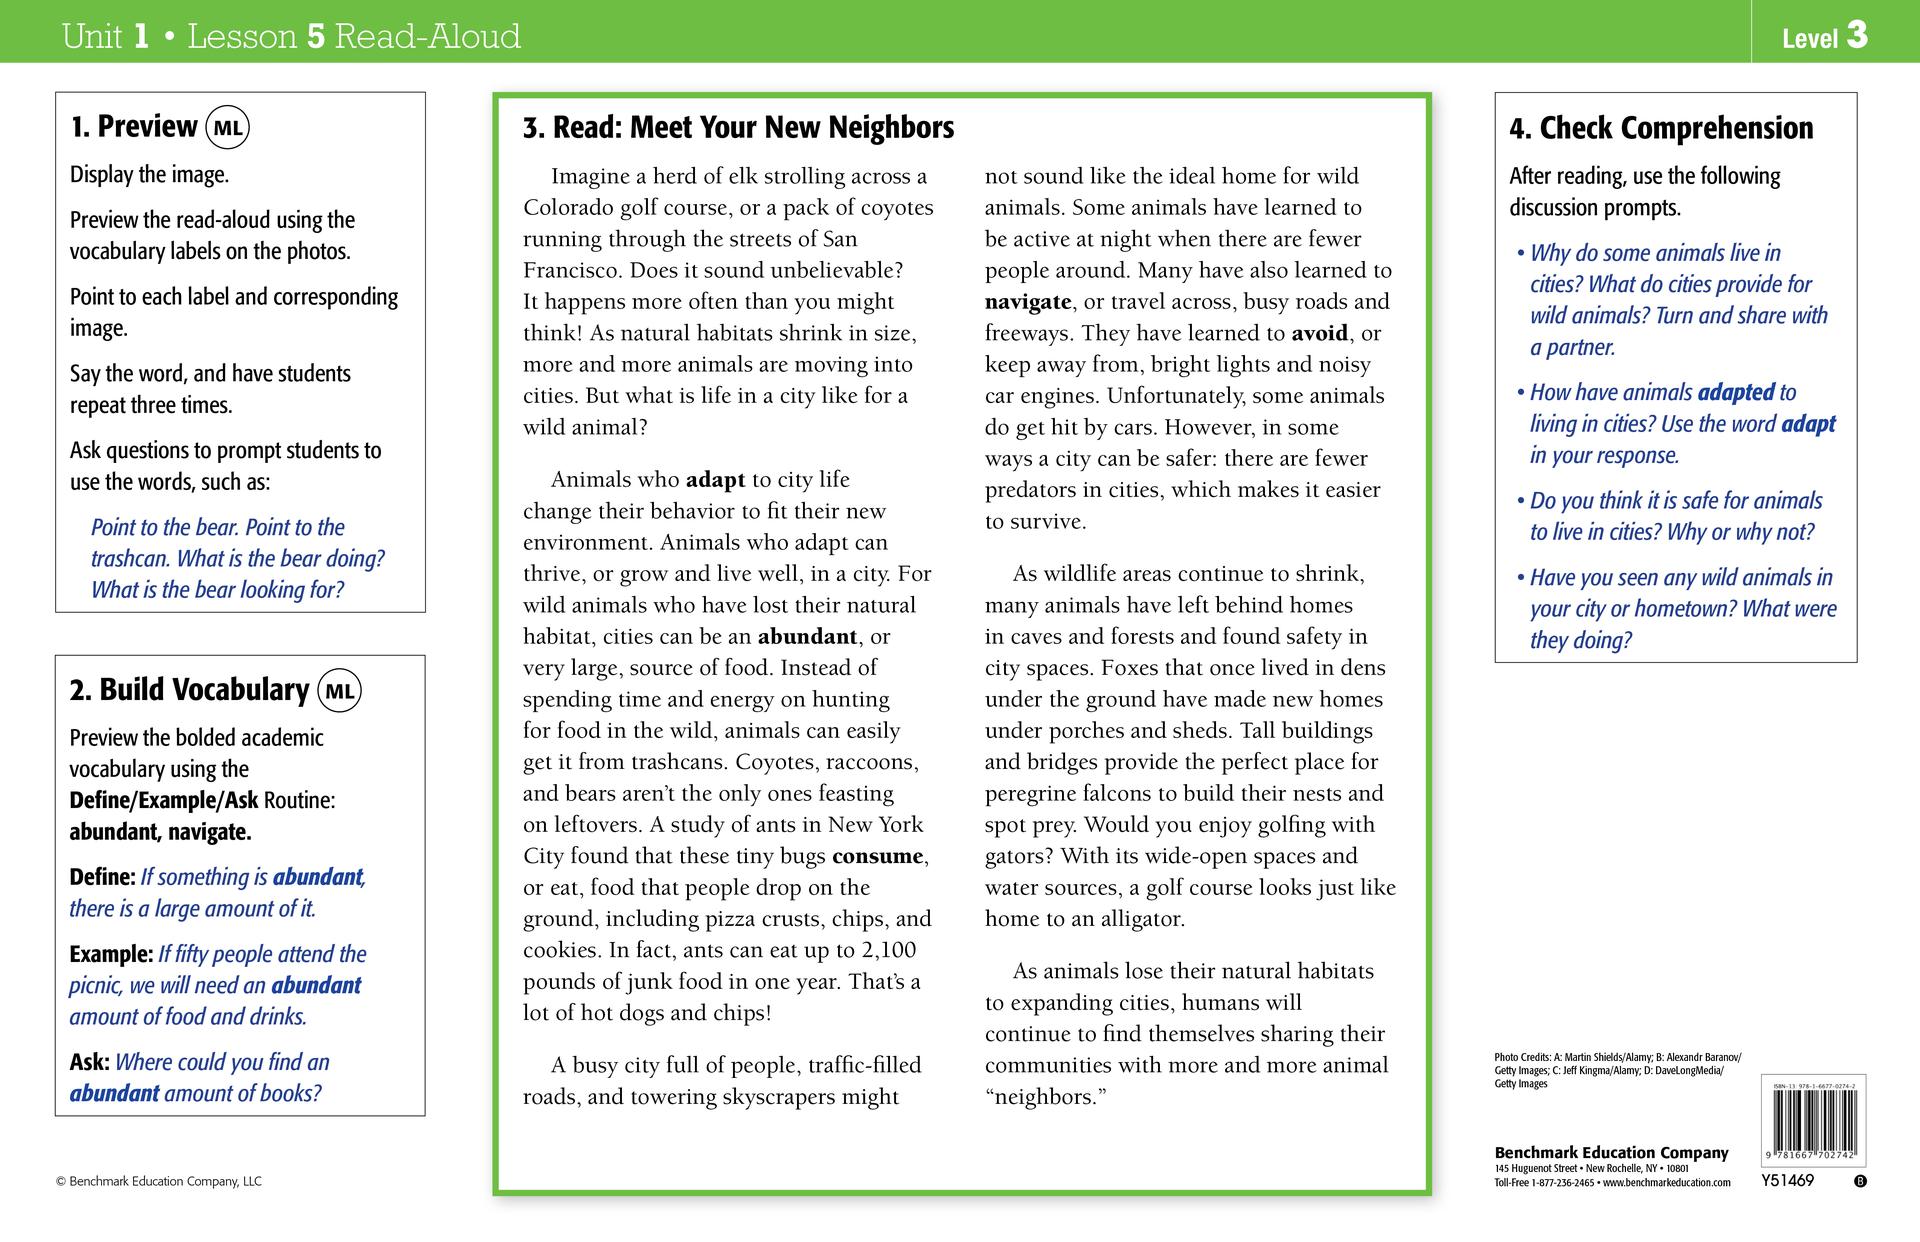 Unit 1 • Lesson 5 Read-Aloud
Level 3
1. Preview ML
Display the image.
Preview the read-aloud using the
vocabulary labels on the photos.
Point to each label and corresponding
image.
Say the word, and have students
repeat three times.
Ask questions to prompt students to
use the words, such as:
Point to the bear. Point to the
trashcan. What is the bear doing?
What is the bear looking for?
2. Build Vocabulary ML
Preview the bolded academic
vocabulary using the
Define/Example/Ask Routine:
abundant, navigate.
Define: If something is abundant,
there is a large amount of it.
Example: If fifty people attend the
picnic, we will need an abundant
amount of food and drinks.
Ask: Where could you find an
abundant amount of books?
© Benchmark Education Company, LLC
3. Read: Meet Your New Neighbors
Imagine a herd of elk strolling across a
Colorado golf course, or a pack of coyotes
running through the streets of San
Francisco. Does it sound unbelievable?
It happens more often than you might
think! As natural habitats shrink in size,
more and more animals are moving into
cities. But what is life in a city like for a
wild animal?
Animals who adapt to city life
change their behavior to fit their new
environment. Animals who adapt can
thrive, or grow and live well, in a city. For
wild animals who have lost their natural
habitat, cities can be an abundant, or
very large, source of food. Instead of
spending time and energy on hunting
for food in the wild, animals can easily
get it from trashcans. Coyotes, raccoons,
and bears aren't the only ones feasting
on leftovers. A study of ants in New York
City found that these tiny bugs consume,
or eat, food that people drop on the
ground, including pizza crusts, chips, and
cookies. In fact, ants can eat up to 2,100
pounds of junk food in one year. That's a
lot of hot dogs and chips!
A busy city full of people, traffic-filled
roads, and towering skyscrapers might
not sound like the ideal home for wild
animals. Some animals have learned to
be active at night when there are fewer
people around. Many have also learned to
navigate, or travel across, busy roads and
freeways. They have learned to avoid, or
keep away from, bright lights and noisy
car engines. Unfortunately, some animals
do get hit by cars. However, in some
ways a city can be safer: there are fewer
predators in cities, which makes it easier
to survive.
As wildlife areas continue to shrink,
many animals have left behind homes
in caves and forests and found safety in
city spaces. Foxes that once lived in dens
under the ground have made new homes
under porches and sheds. Tall buildings
and bridges provide the perfect place for
peregrine falcons to build their nests and
spot prey. Would you enjoy golfing with
gators? With its wide-open spaces and
water sources, a golf course looks just like
home to an alligator.
As animals lose their natural habitats
to expanding cities, humans will
continue to find themselves sharing their
communities with more and more animal
“neighbors.”
4. Check Comprehension
After reading, use the following
discussion prompts.
• Why do some animals live in
cities? What do cities provide for
wild animals? Turn and share with
a partner.
• How have animals adapted to
living in cities? Use the word adapt
in your response.
• Do you think it is safe for animals
to live in cities? Why or why not?
• Have you seen any wild animals in
your city or hometown? What were
they doing?
Photo Credits: A: Martin Shields/Alamy; B: Alexandr Baranov/
Getty Images; C: Jeff Kingma/Alamy; D: DaveLongMedia/
Getty Images
Benchmark Education Company
145 Huguenot Street • New Rochelle, NY • 10801
Toll-Free 1-877-236-2465 • www.benchmarkeducation.com
ISBN-13: 978-1-6677-0274-2
9 781667 702742
Y51469
B